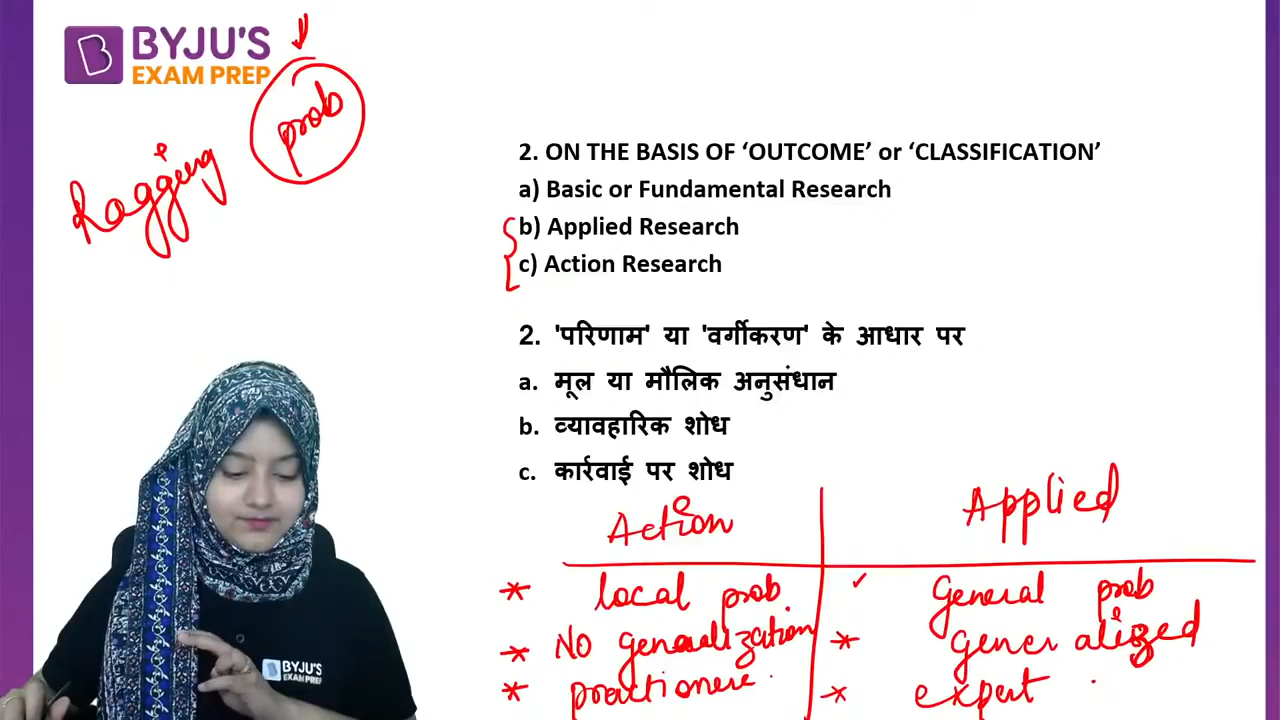 BYJU'S
EXAM PREP
Ragging
prob
2. ON THE BASIS OF ‘OUTCOME’ or ‘CLASSIFICATION’
a) Basic or Fundamental Research
b) Applied Research
c) Action Research
2. 'परिणाम' या 'वर्गीकरण' के आधार पर
a. मूल या मौलिक अनुसंधान
b. व्यावहारिक शोध
c. कार्रवाई पर शोध
Action Applied
* local prob ✓ General prob
* NO generalization * Generalized
* practionere * expert
BYJU'S
EXAM PREP